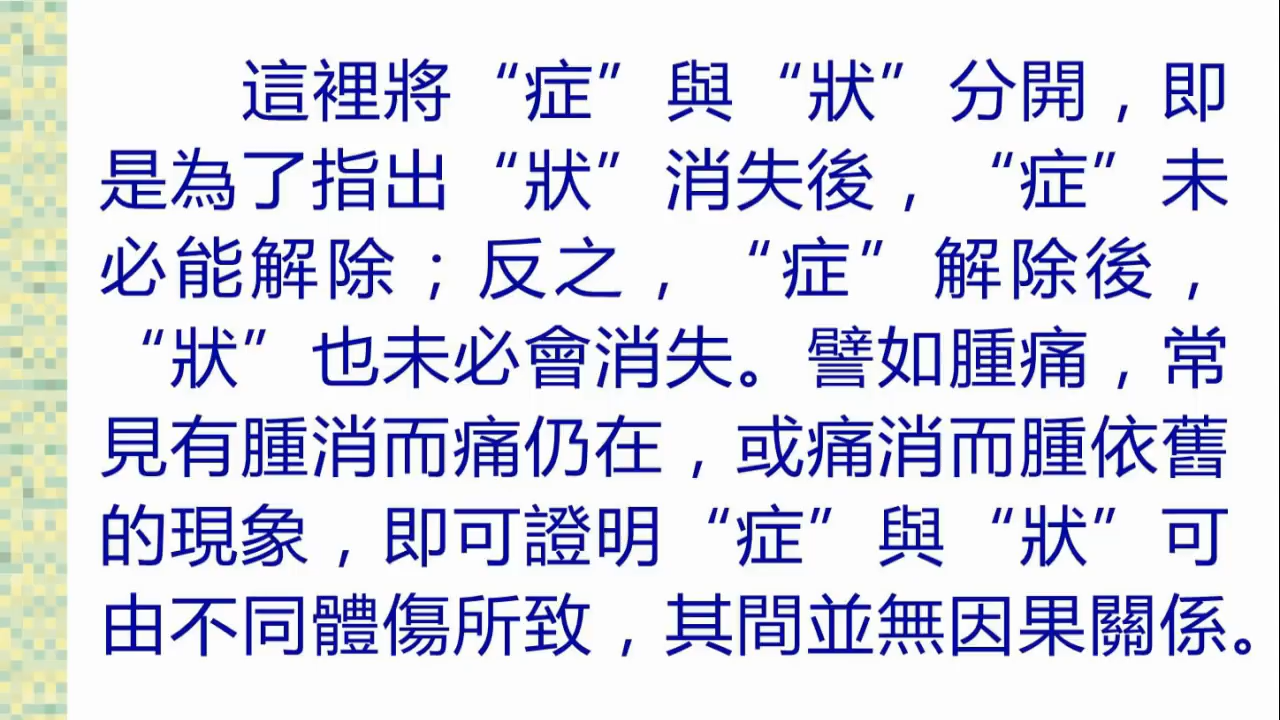 這裡將“症”與“狀”分開，即
是為了指出“狀”消失後，“症”未
必能解除；反之，“症”解除後，
“狀”也未必會消失。譬如腫痛，常
見有腫消而痛仍在，或痛消而腫依舊
的現象，即可證明“症”與“狀”可
由不同體傷所致，其間並無因果關係。